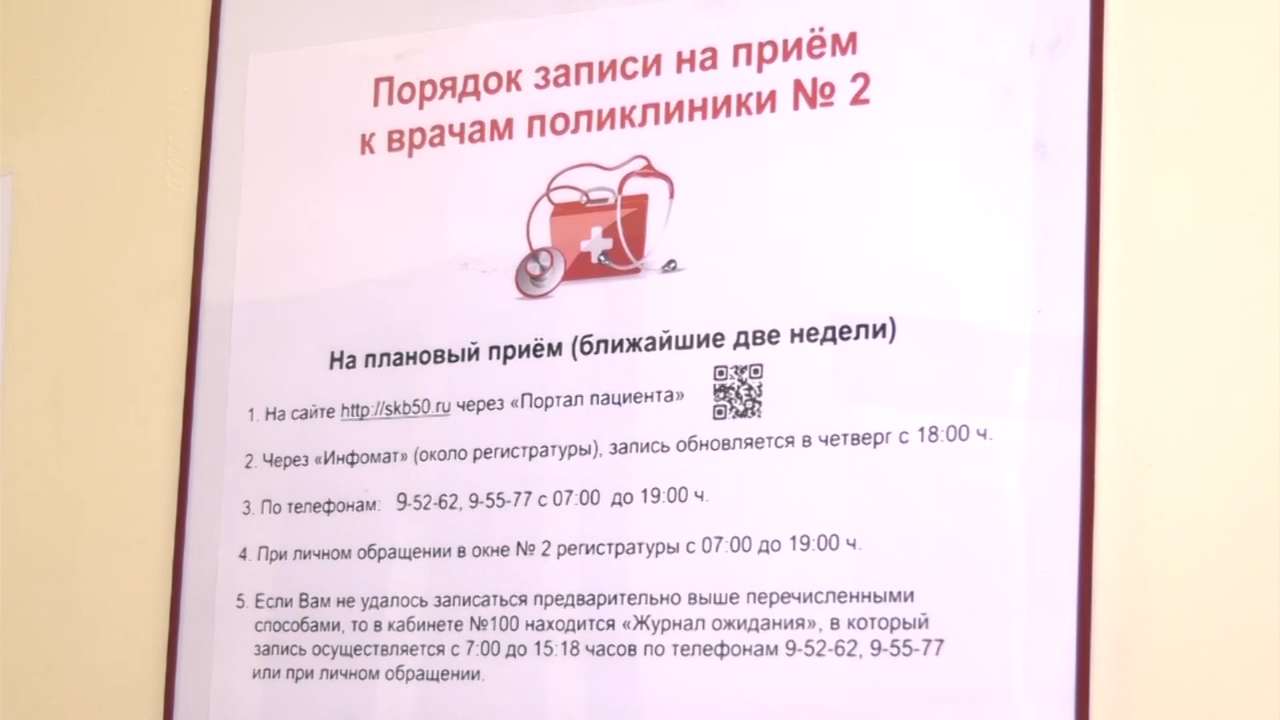 Порядок записи на приём
к врачам поликлиники № 2
На плановый приём (ближайшие две недели)
1. На сайте http://skb50.ru через «Портал пациента»
2. Через «Инфомат» (около регистратуры), запись обновляется в четверг с 18:00 ч.
3. По телефонам: 9-52-62, 9-55-77 с 07:00 до 19:00 ч.
4. При личном обращении в окне № 2 регистратуры с 07:00 до 19:00 ч.
5. Если Вам не удалось записаться предварительно выше перечисленными
способами, то в кабинете №100 находится «Журнал ожидания», в который
запись осуществляется с 7:00 до 15:18 часов по телефонам 9-52-62, 9-55-77
или при личном обращении.